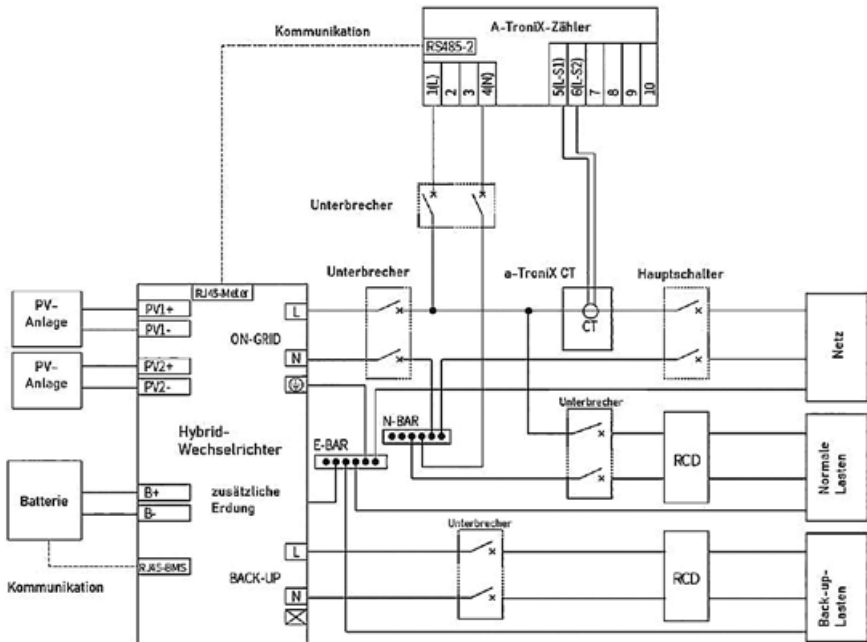 A-TroniX-Zähler
Kommunikation
RS485-2
1(L)
2
3
4(N)
5(L-S1)
6(L-S2)
7
8
9
10
Unterbrecher
Unterbrecher
a-TroniX CT
Hauptschalter
RJ45-Meter
PV-
Anlage
PV1+
PV1-
L
ON-GRID
CT
Netz
PV-
Anlage
PV2+
PV2-
N
Hybrid-
Wechselrichter
E-BAR
N-BAR
Unterbrecher
RCD
Normale
Lasten
Batterie
B+
B-
zusätzliche
Erdung
Unterbrecher
L
RJ45-BMS
Kommunikation
BACK-UP
N
RCD
Back-up-
Lasten